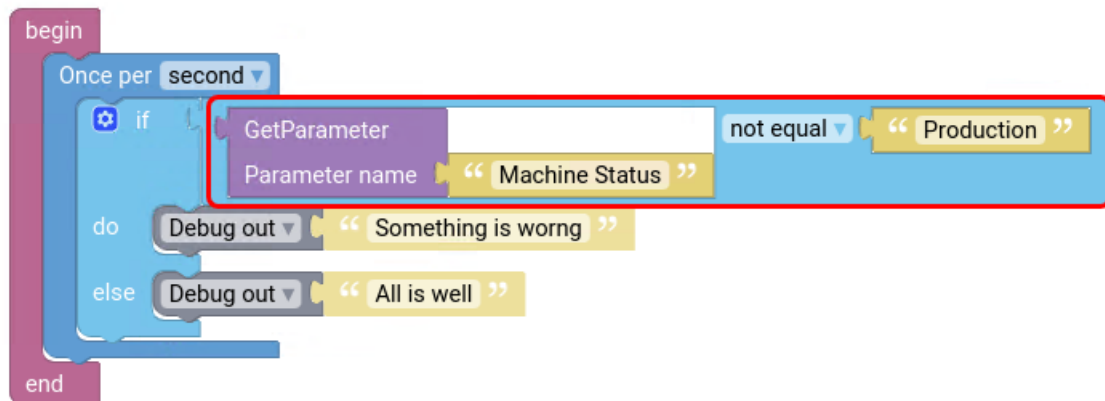 begin
Once per second
if
GetParameter not equal “ Production ”
Parameter name “ Machine Status ”
do Debug out “ Something is worng ”
else Debug out “ All is well ”
end